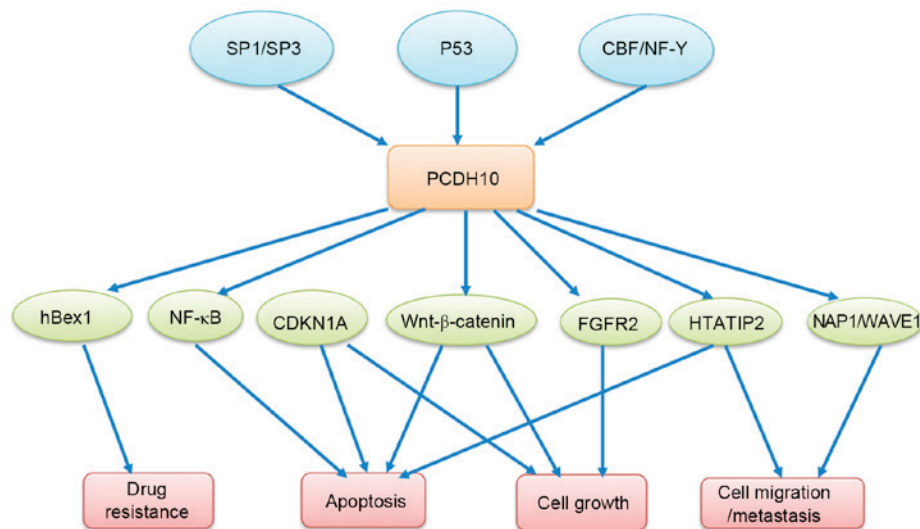 SP1/SP3
P53
CBF/NF-Y
PCDH10
hBex1
NF-κB
CDKN1A
Wnt-β-catenin
FGFR2
HTATIP2
NAP1/WAVE1
Drug
resistance
Apoptosis
Cell growth
Cell migration
/metastasis